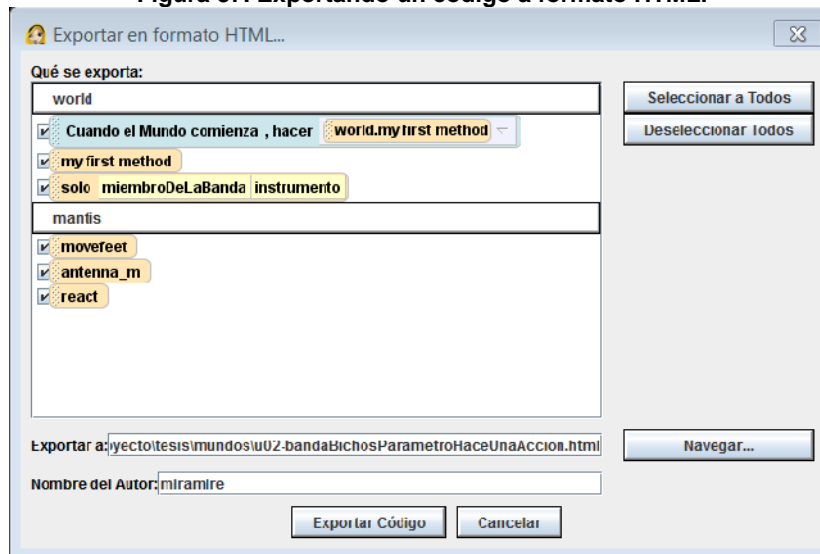 Figura 37. Exportando un código a formato HTML.
Exportar en formato HTML...
Qué se exporta:
world
Seleccionar a Todos
Cuando el Mundo comienza , hacer world.my first method
Deseleccionar Todos
my first method
solo miembroDeLaBanda instrumento
mantis
movefeet
antenna_m
react
Exportar a: oyecto\tesis\mundos\u02-bandaBichosParametroHaceUnaAccion.html
Navegar...
Nombre del Autor: miramire
Exportar Código Cancelar